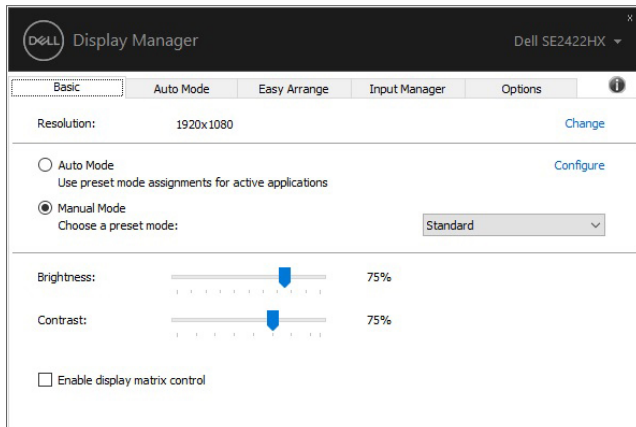 DELL Display Manager Dell SE2422HX
x
Basic Auto Mode Easy Arrange Input Manager Options i
Resolution: 1920x1080 Change
Auto Mode Configure
Use preset mode assignments for active applications
Manual Mode
Choose a preset mode: Standard
Brightness: 75%
Contrast: 75%
Enable display matrix control